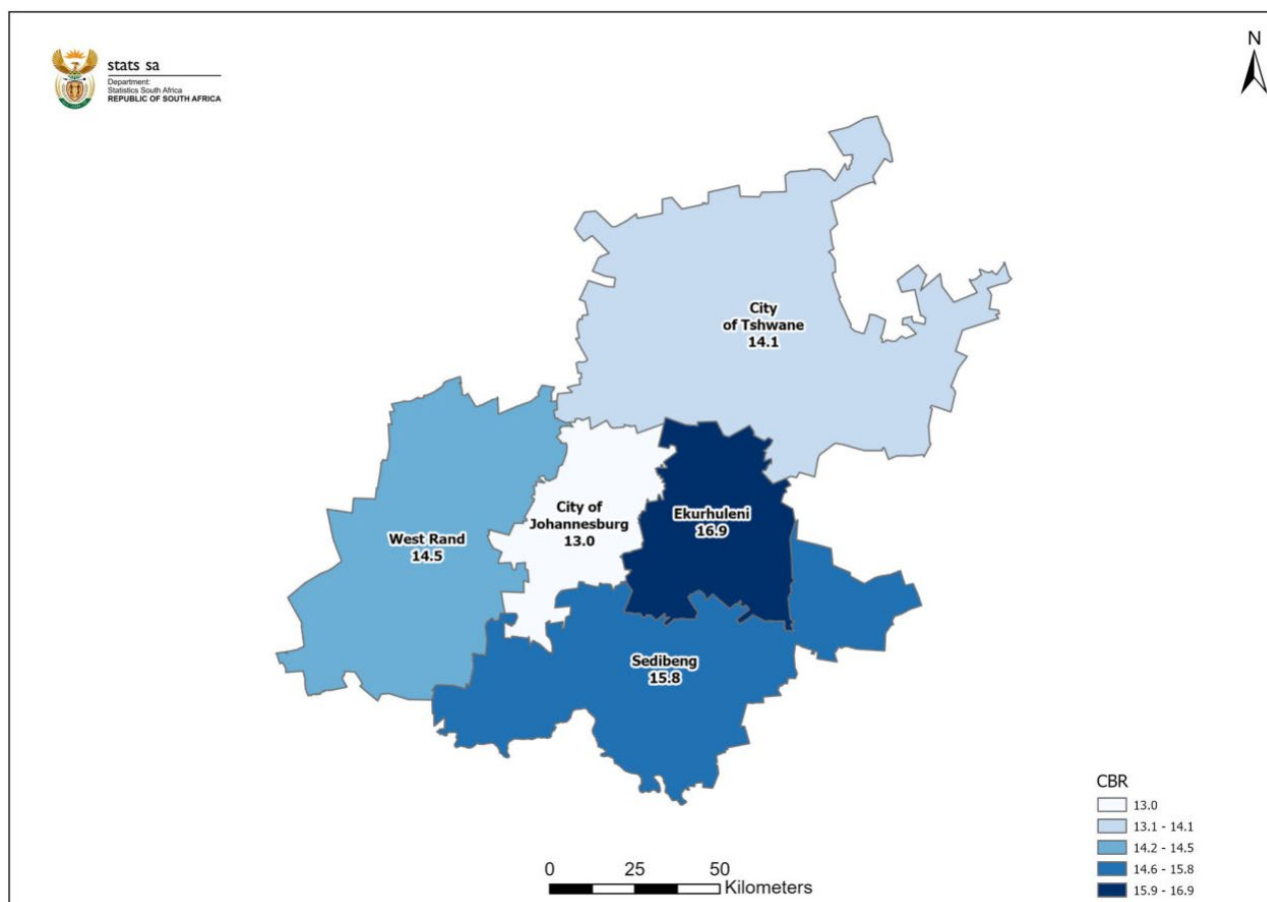 stats sa
Department:
Statistics South Africa
REPUBLIC OF SOUTH AFRICA
N
City
of Tshwane
14.1
City of
Johannesburg
13.0
Ekurhuleni
16.9
West Rand
14.5
Sedibeng
15.8
CBR
13.0
13.1 - 14.1
14.2 - 14.5
14.6 - 15.8
15.9 - 16.9
0 25 50
Kilometers